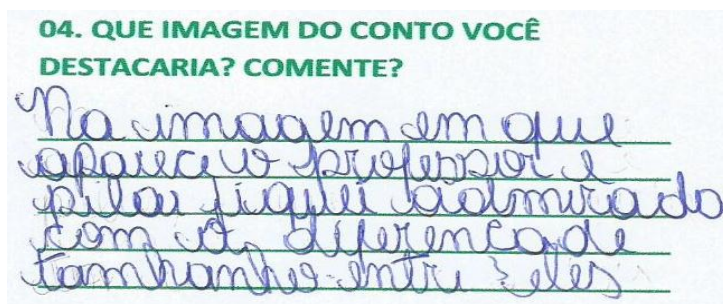 04. QUE IMAGEM DO CONTO VOCÊ
DESTACARIA? COMENTE?
Na imagem em que
aparece o professor e
pilar fiquei admirado
com a diferença de
tamhanho entre eles